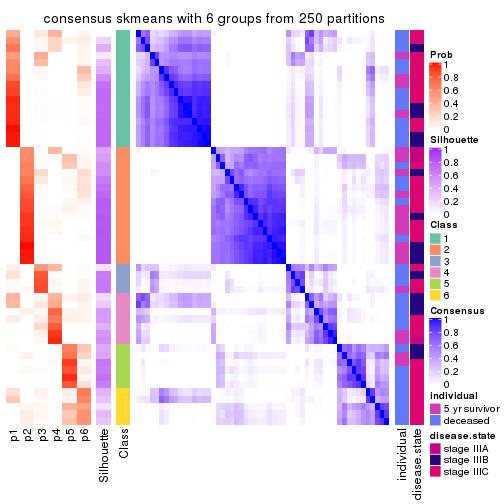 consensus skmeans with 6 groups from 250 partitions
Prob
1
0.8
0.6
0.4
0.2
0
Silhouette
1
0.8
0.6
0.4
0.2
0
Class
1
2
3
4
5
6
Consensus
1
0.8
0.6
0.4
0.2
0
individual
5 yr survivor
deceased
disease.state
stage IIIA
stage IIIB
stage IIIC
p1
p2
p3
p4
p5
p6
Silhouette
Class
individual
disease.state